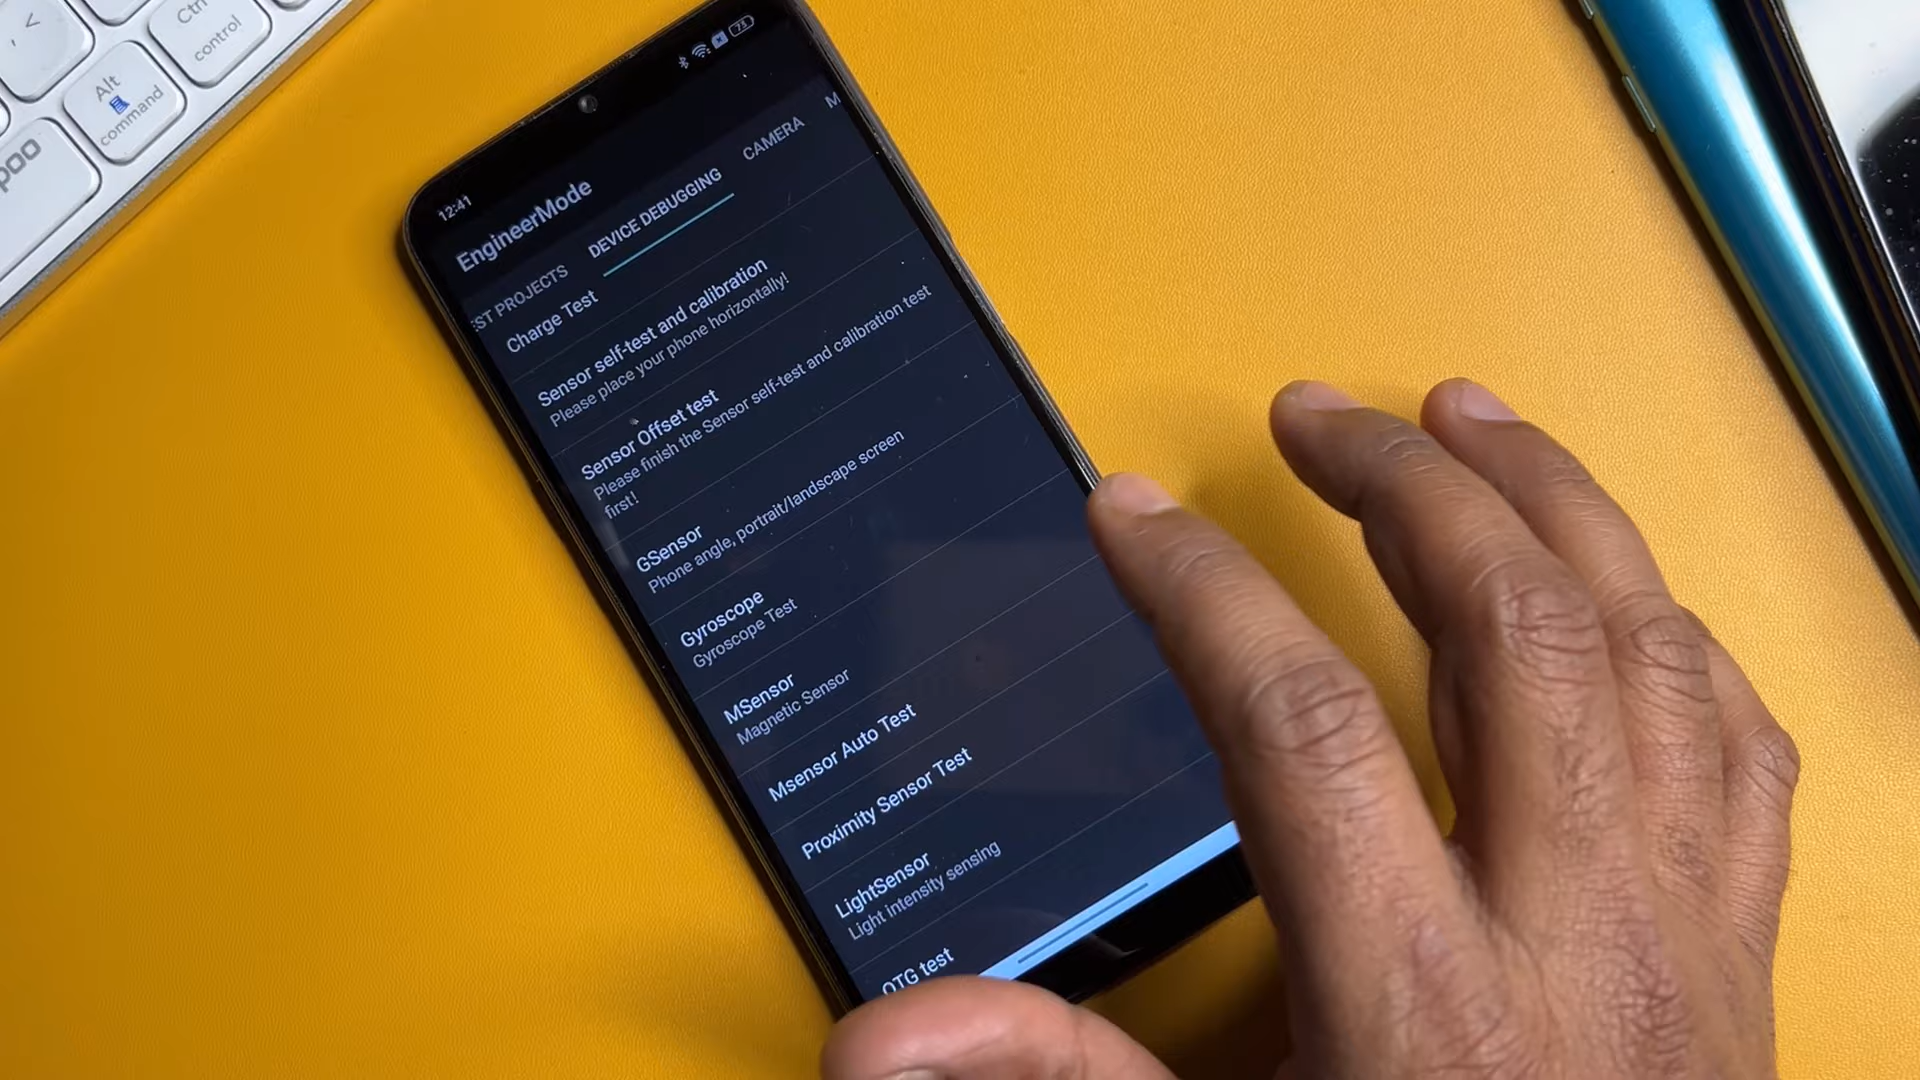 <
,
Ctrl
control
Alt
command
poo
73
12:41
EngineerMode
EST PROJECTS
DEVICE DEBUGGING
CAMERA
M
Charge Test
Sensor self-test and calibration
Please place your phone horizontally!
Sensor Offset test
Please finish the Sensor self-test and calibration test
first!
GSensor
Phone angle, portrait/landscape screen
Gyroscope
Gyroscope Test
MSensor
Magnetic Sensor
Msensor Auto Test
Proximity Sensor Test
LightSensor
Light intensity sensing
OTG test